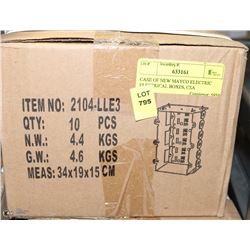 633161
CASE OF NEW MAYCO ELECTRIC
ELECTRICAL BOXES, CSA
LOT
795
ITEM NO: 2104-LLE3
QTY: 10 PCS
N.W.: 4.4 KGS
G.W.: 4.6 KGS
MEAS: 34x19x15 CM